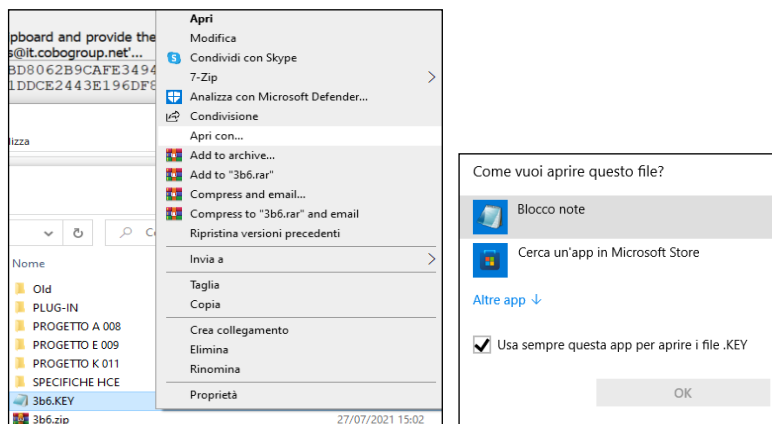 pboard and provide the
s@it.cobogroup.net'...
BD8062B9CAFE3494
1DDCE2443E196DF8
lizza
Nome
Old
PLUG-IN
PROGETTO A 008
PROGETTO E 009
PROGETTO K 011
SPECIFICHE HCE
3b6.KEY
3b6.zip
27/07/2021 15:02
Apri
Modifica
Condividi con Skype
7-Zip
Analizza con Microsoft Defender...
Condivisione
Apri con...
Add to archive...
Add to "3b6.rar"
Compress and email...
Compress to "3b6.rar" and email
Ripristina versioni precedenti
Invia a
Taglia
Copia
Crea collegamento
Elimina
Rinomina
Proprietà
Come vuoi aprire questo file?
Blocco note
Cerca un'app in Microsoft Store
Altre app
Usa sempre questa app per aprire i file .KEY
OK